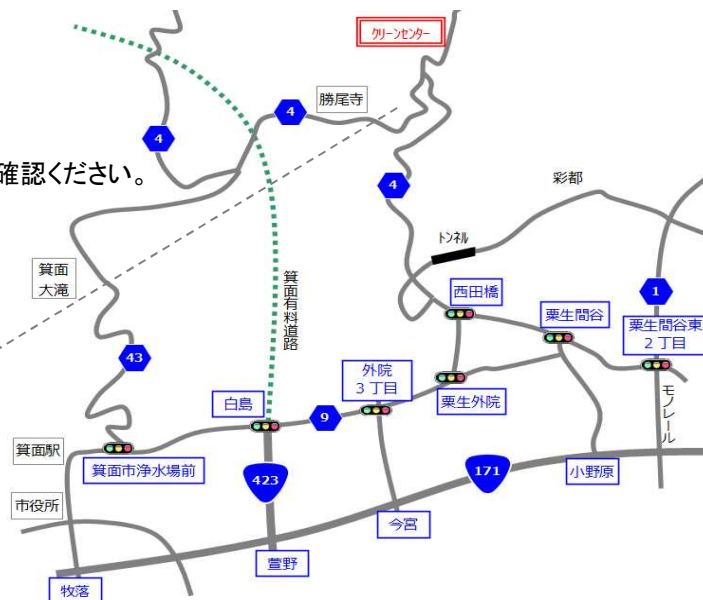 クリーンセンター
勝尾寺
4
4
確認ください。
4
彩都
トンネル
箕面
大滝
箕面有料道路
西田橋
1
粟生間谷
粟生間谷東
2丁目
43
外院
3丁目
白島
9
粟生外院
モノレール
箕面駅
箕面市浄水場前
423
171
小野原
市役所
今宮
萱野
牧落